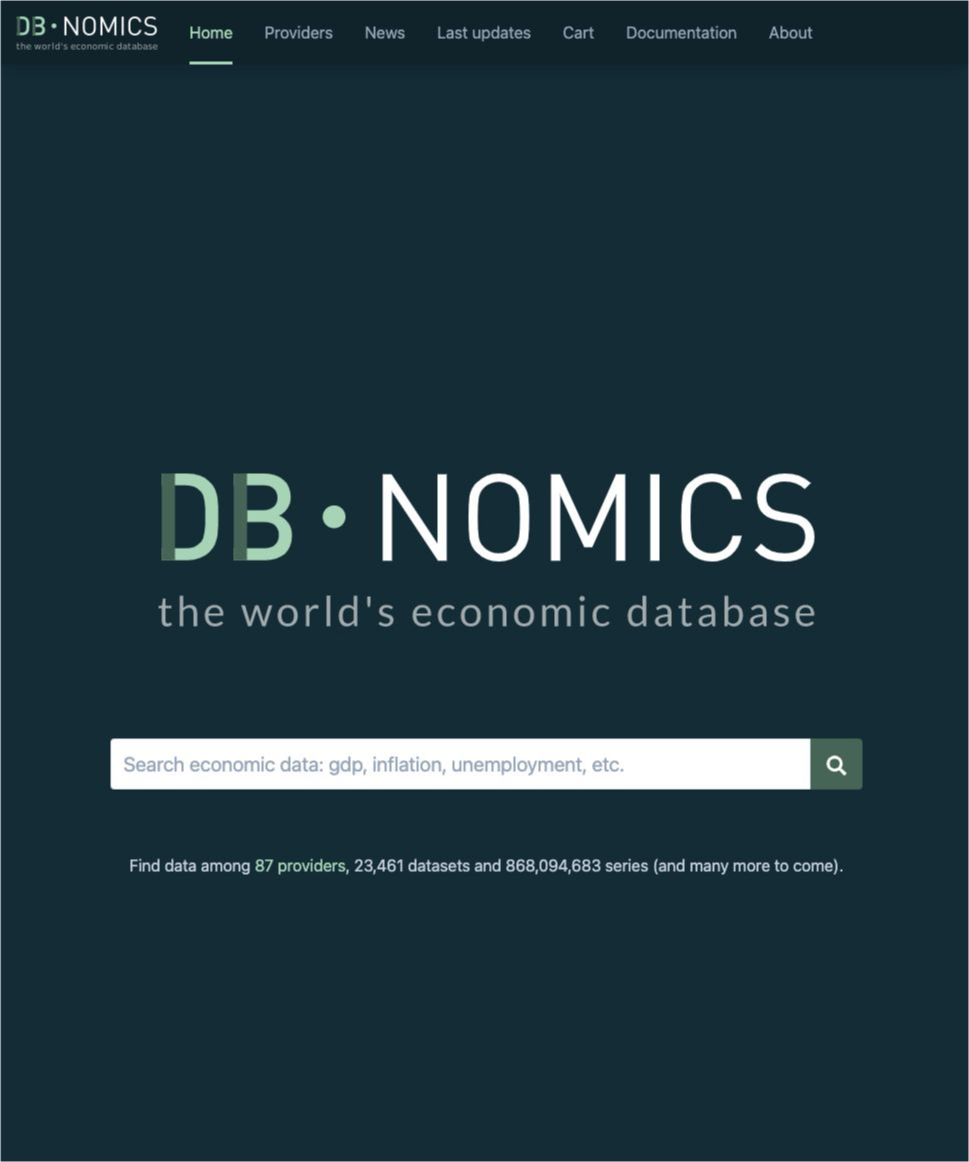 DB·NOMICS
the world's economic database
Home Providers News Last updates Cart Documentation About
DB·NOMICS
the world's economic database
Search economic data: gdp, inflation, unemployment, etc.
Find data among 87 providers, 23,461 datasets and 868,094,683 series (and many more to come).